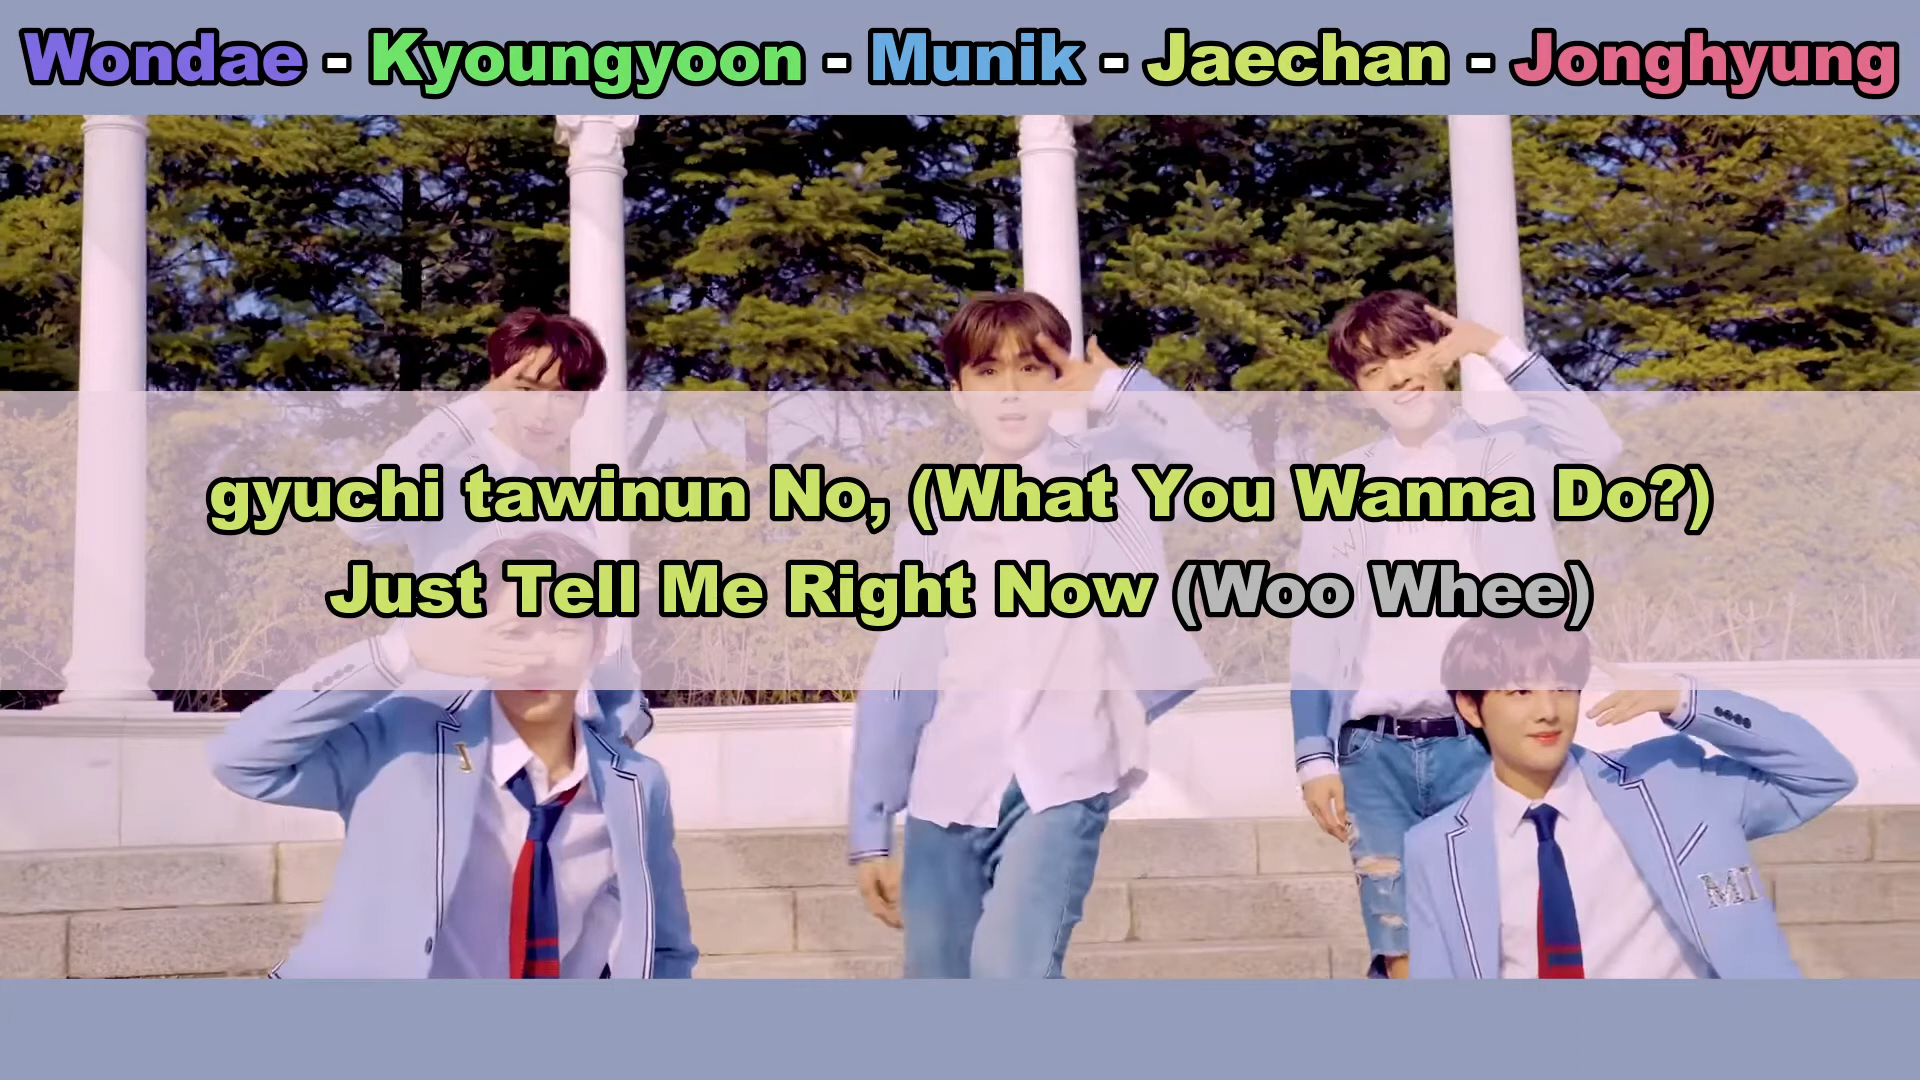 Wondae - Kyoungyoon - Munik - Jaechan - Jonghyung
gyuchi tawinun No, (What You Wanna Do?)
Just Tell Me Right Now (Woo Whee)
J
MI